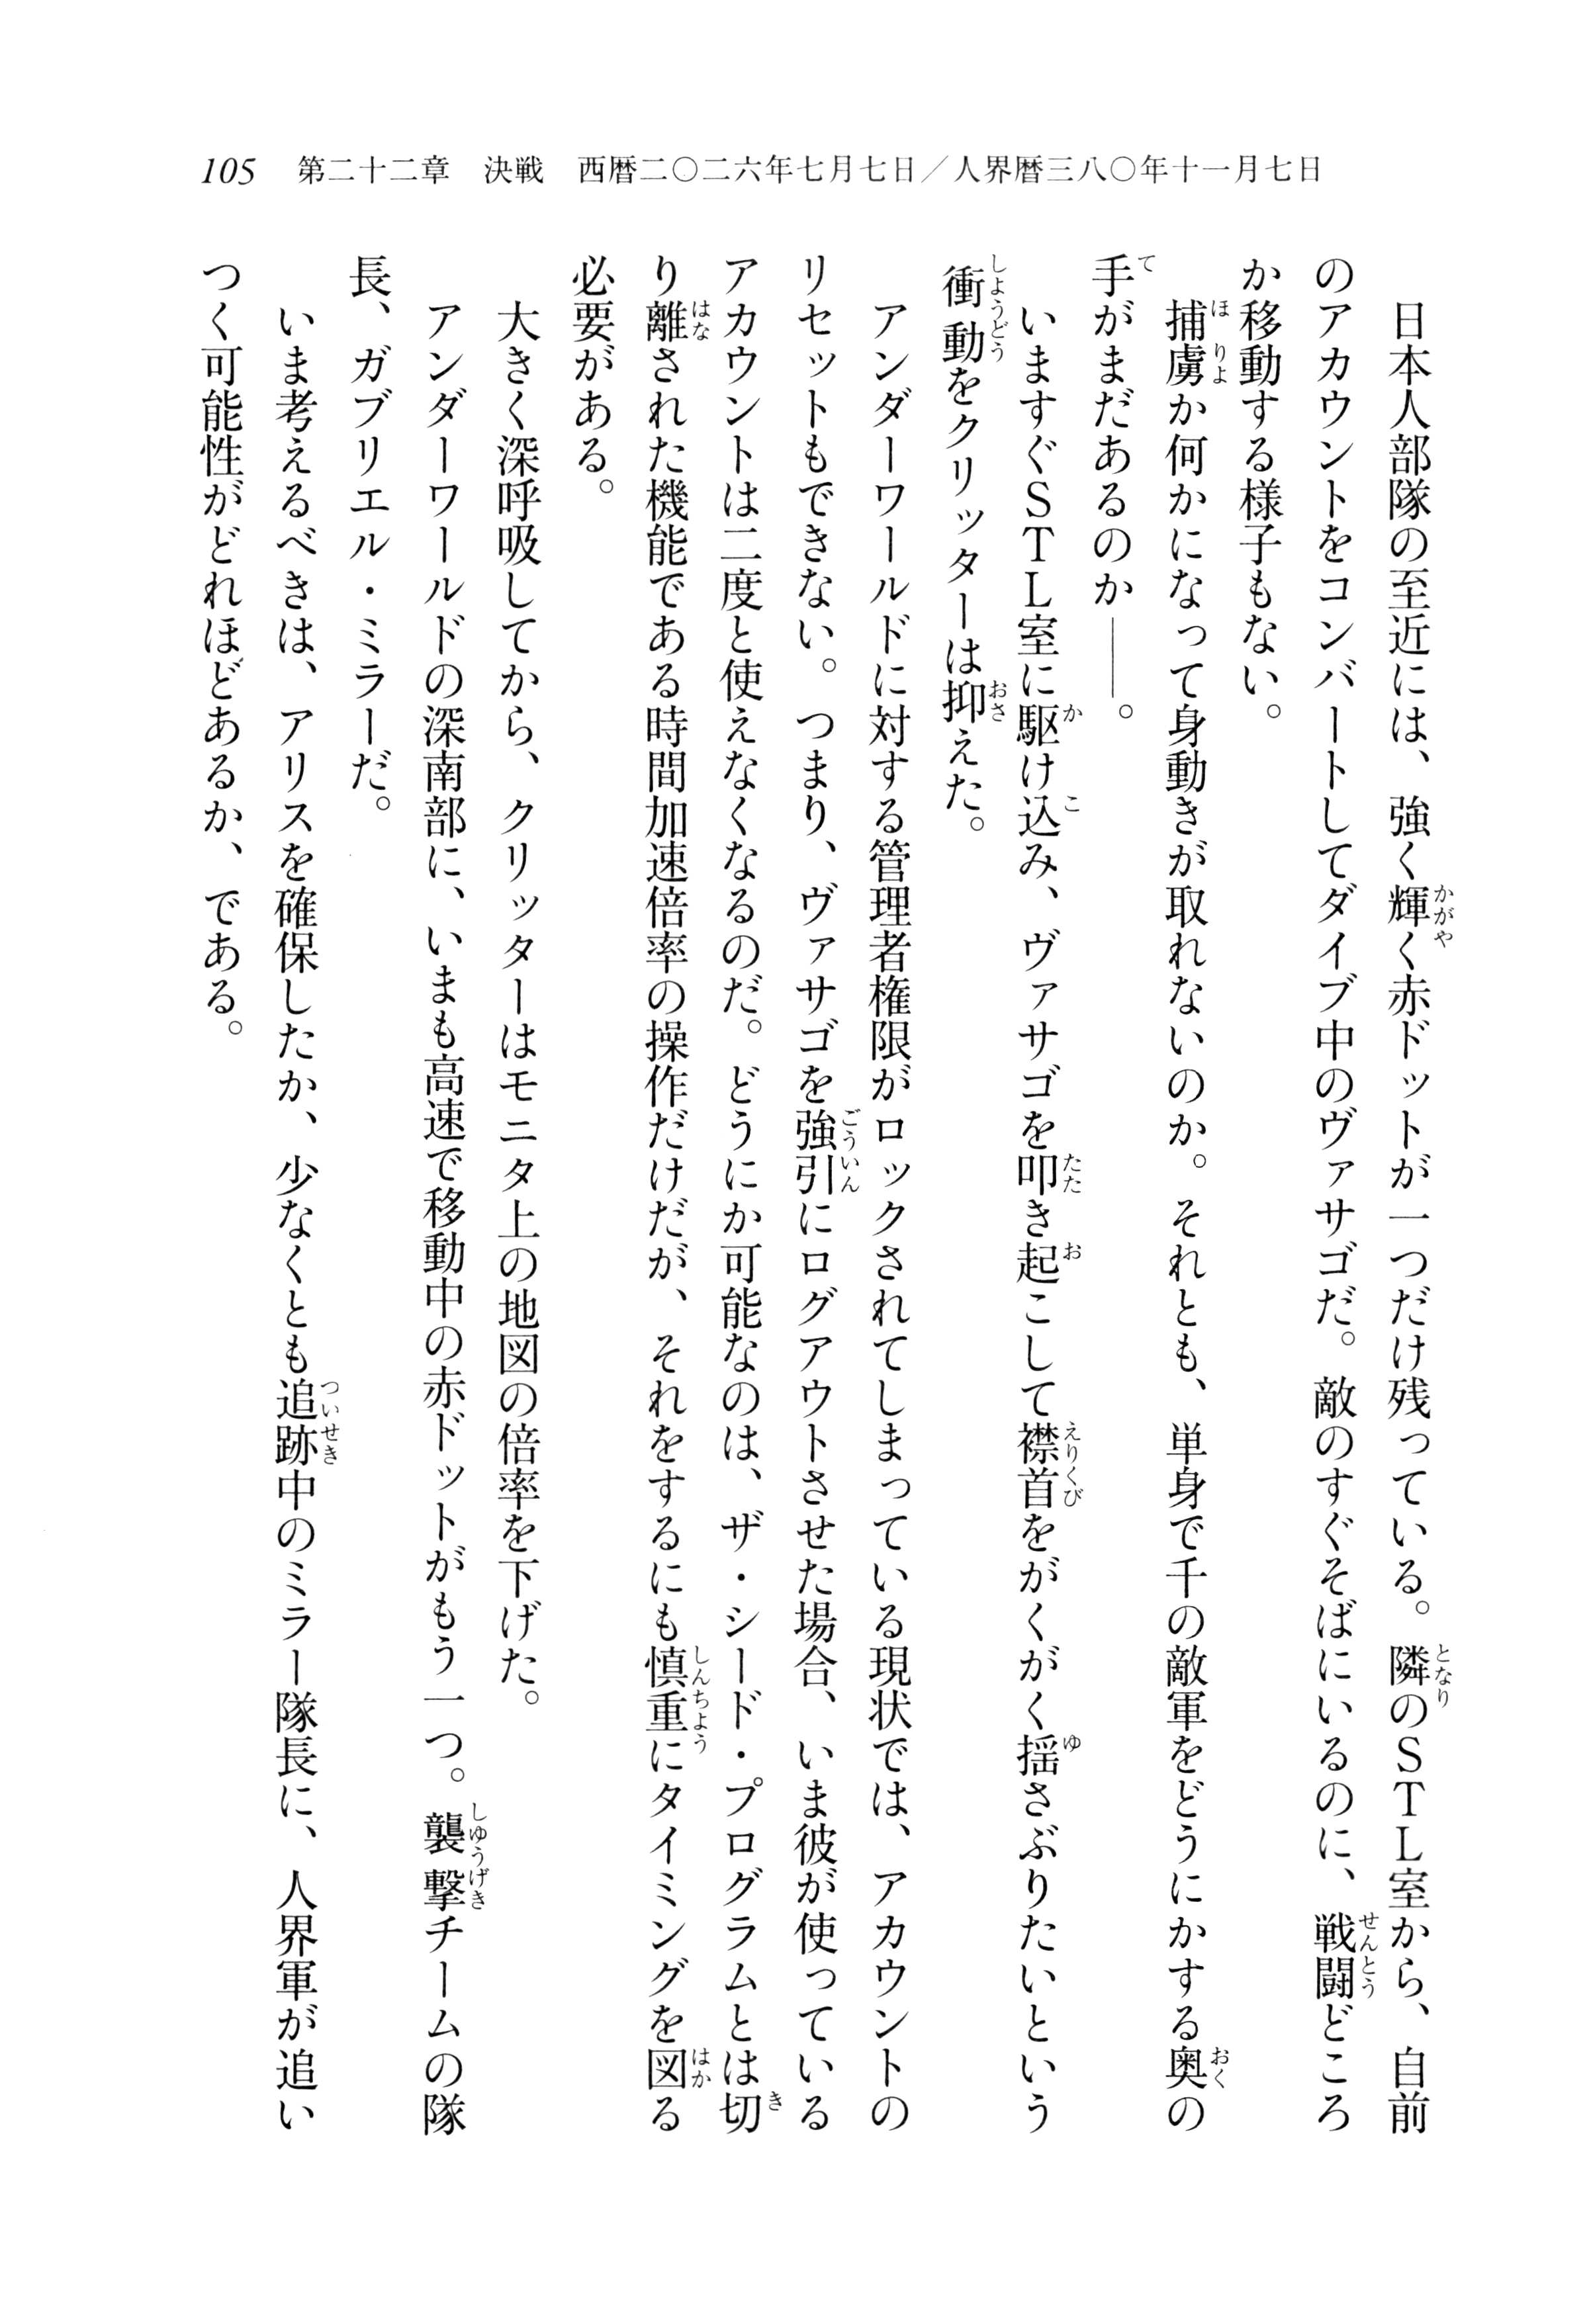 105　第二十二章　決戦　西暦二〇二六年七月七日／人界暦三八〇年十一月七日
　日本人部隊の至近には、強く輝く赤ドットが一つだけ残っている。隣のＳＴＬ室から、自前
のアカウントをコンバートしてダイブ中のヴァサゴだ。敵のすぐそばにいるのに、戦闘どころ
か移動する様子もない。
　捕虜か何かになって身動きが取れないのか。それとも、単身で千の敵軍をどうにかする奥の
手がまだあるのか――。
　いますぐＳＴＬ室に駆け込み、ヴァサゴを叩き起こして襟首をがくがく揺さぶりたいという
衝動をクリッターは抑えた。
　アンダーワールドに対する管理者権限がロックされてしまっている現状では、アカウントの
リセットもできない。つまり、ヴァサゴを強引にログアウトさせた場合、いま彼が使っている
アカウントは二度と使えなくなるのだ。どうにか可能なのは、ザ・シード・プログラムとは切
り離された機能である時間加速倍率の操作だけだが、それをするにも慎重にタイミングを図る
必要がある。
　大きく深呼吸してから、クリッターはモニタ上の地図の倍率を下げた。
　アンダーワールドの深南部に、いまも高速で移動中の赤ドットがもう一つ。襲撃チームの隊
長、ガブリエル・ミラーだ。
　いま考えるべきは、アリスを確保したか、少なくとも追跡中のミラー隊長に、人界軍が追い
つく可能性がどれほどあるか、である。